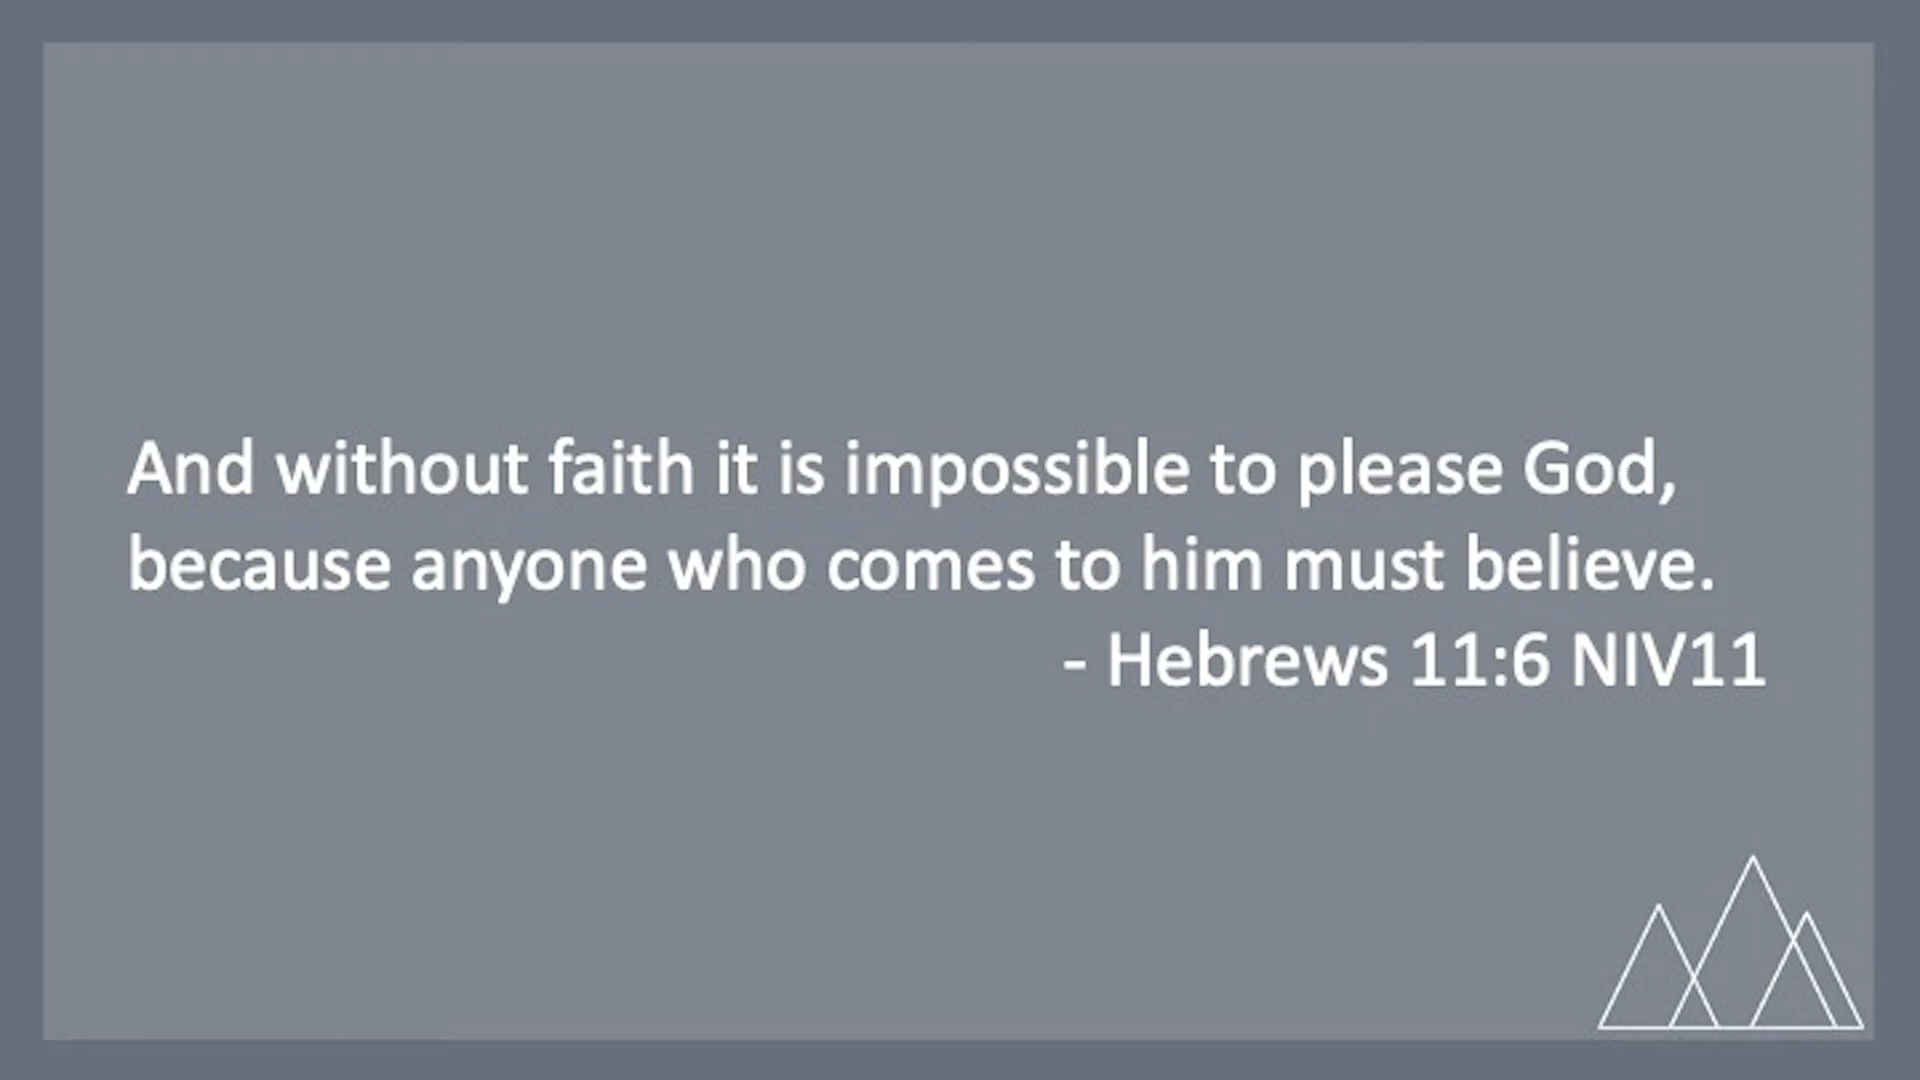 And without faith it is impossible to please God,
because anyone who comes to him must believe.
- Hebrews 11:6 NIV11